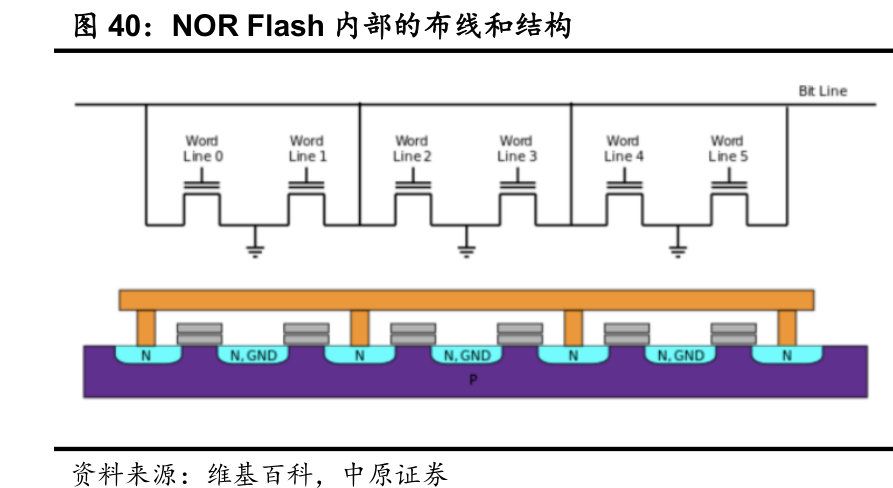 图 40：NOR Flash 内部的布线和结构
Bit Line
Word Word Word Word Word Word
Line 0 Line 1 Line 2 Line 3 Line 4 Line 5
N N, GND N N, GND N N, GND N
P
资料来源：维基百科，中原证券